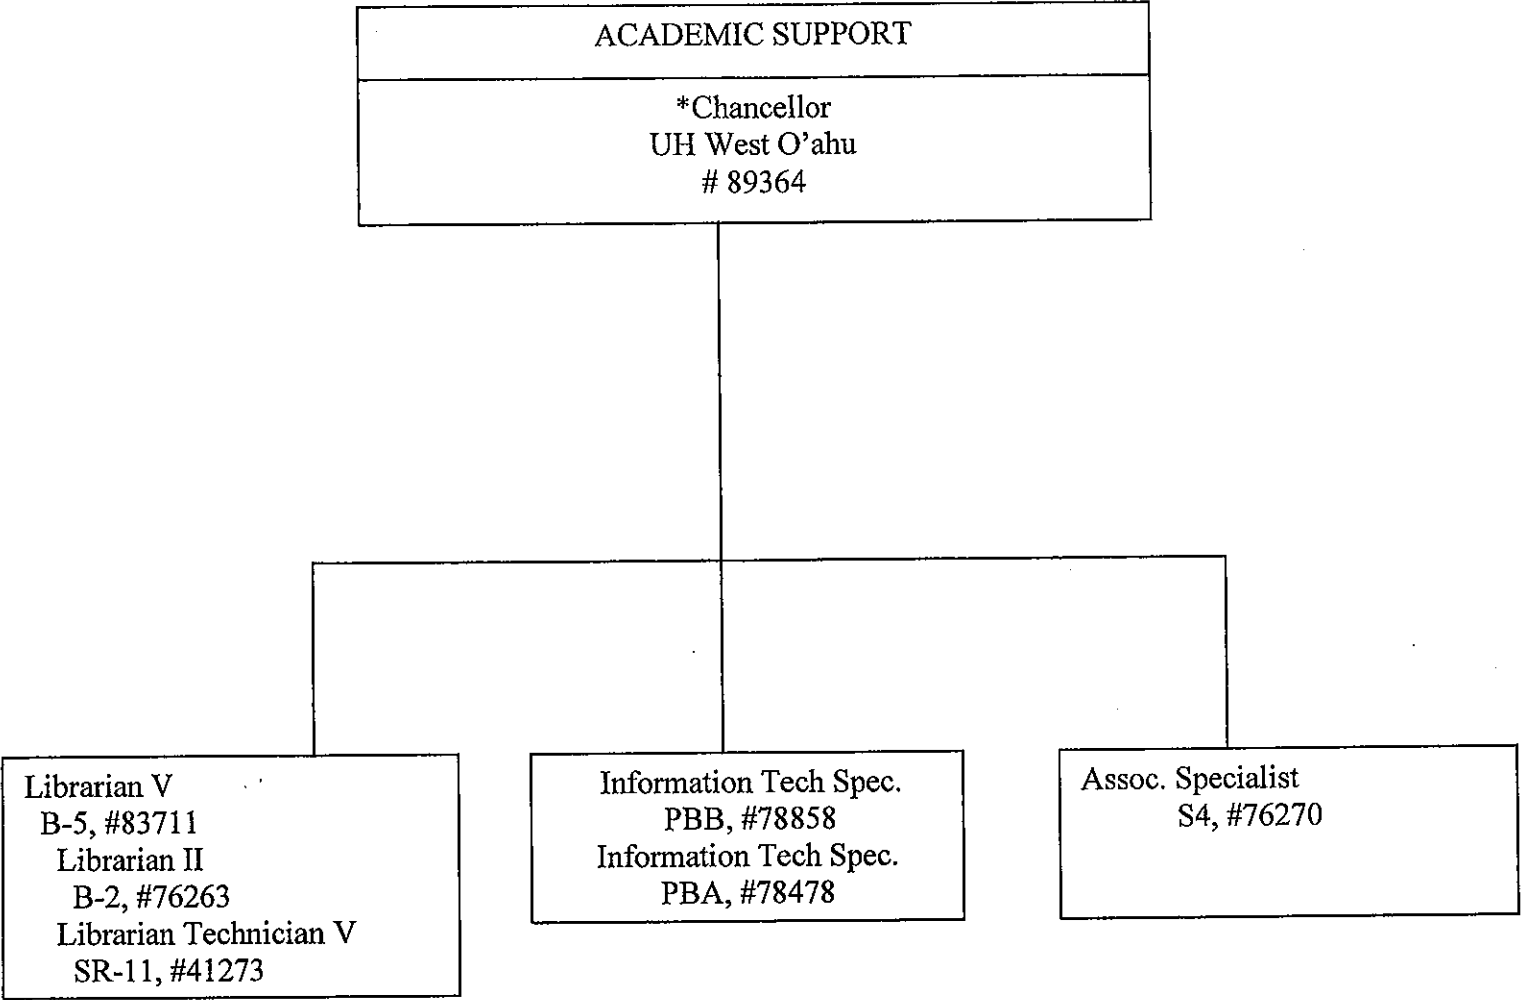 ACADEMIC SUPPORT
*Chancellor
UH West O'ahu
# 89364
Librarian V
B-5, #83711
Librarian II
B-2, #76263
Librarian Technician V
SR-11, #41273
Information Tech Spec.
PBB, #78858
Information Tech Spec.
PBA, #78478
Assoc. Specialist
S4, #76270